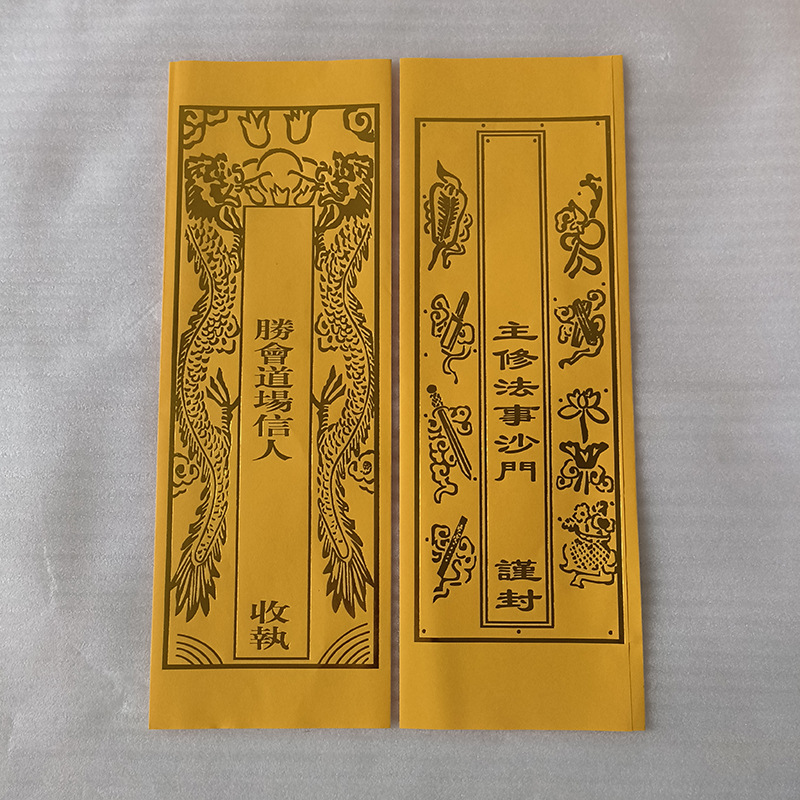 勝會道場信人
收執
主修法事沙門
謹封